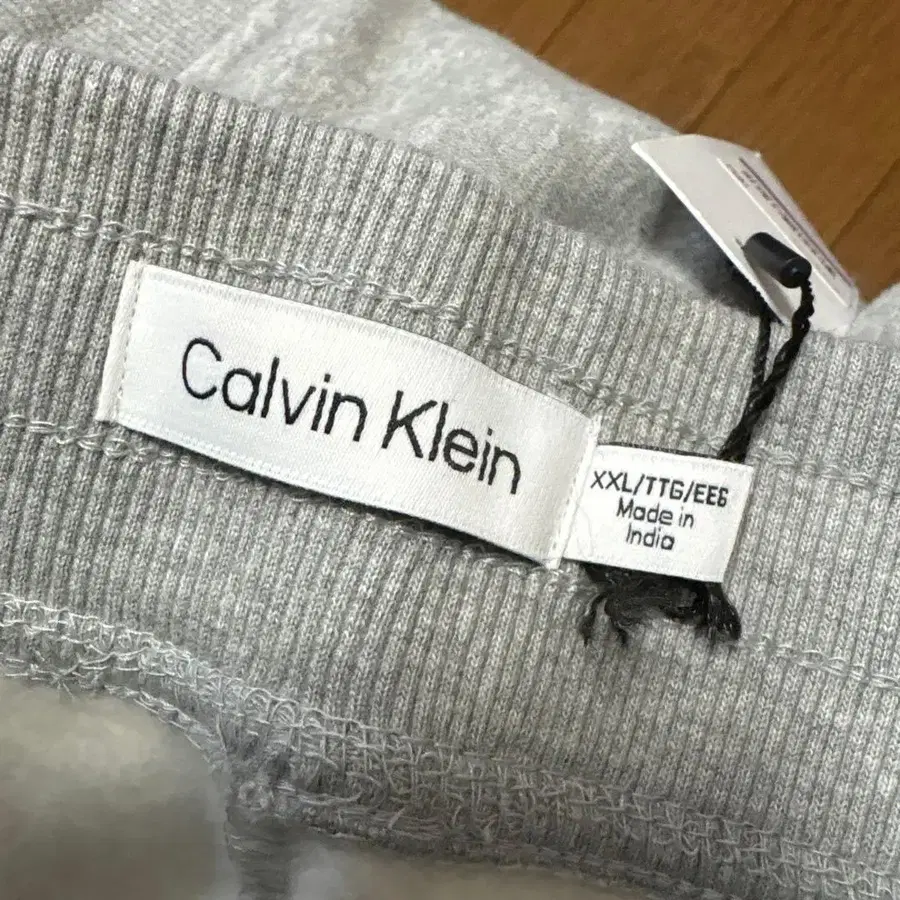 Calvin Klein
XXL/TTG/EEG
Made in
India